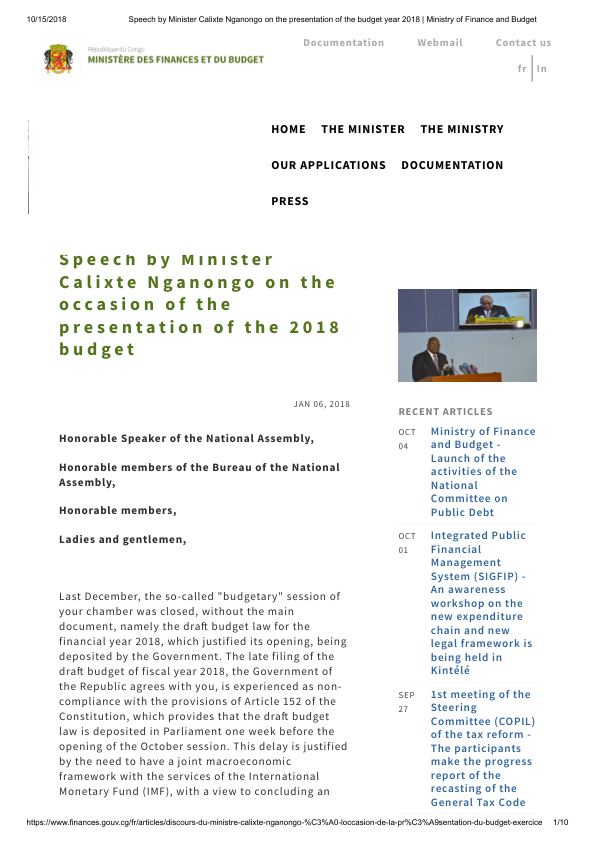 10/15/2018 Speech by Minister Calixte Nganongo on the presentation of the budget year 2018 | Ministry of Finance and Budget
République du Congo
MINISTÈRE DES FINANCES ET DU BUDGET
Documentation Webmail Contact us
fr In
HOME THE MINISTER THE MINISTRY
OUR APPLICATIONS DOCUMENTATION
PRESS
Speech by Minister
Calixte Nganongo on the
occasion of the
presentation of the 2018
budget
JAN 06, 2018
Honorable Speaker of the National Assembly,
Honorable members of the Bureau of the National
Assembly,
Honorable members,
Ladies and gentlemen,
Last December, the so-called "budgetary" session of
your chamber was closed, without the main
document, namely the draft budget law for the
financial year 2018, which justified its opening, being
deposited by the Government. The late filing of the
draft budget of fiscal year 2018, the Government of
the Republic agrees with you, is experienced as non-
compliance with the provisions of Article 152 of the
Constitution, which provides that the draft budget
law is deposited in Parliament one week before the
opening of the October session. This delay is justified
by the need to have a joint macroeconomic
framework with the services of the International
Monetary Fund (IMF), with a view to concluding an
RECENT ARTICLES
OCT
04
Ministry of Finance
and Budget -
Launch of the
activities of the
National
Committee on
Public Debt
OCT
01
Integrated Public
Financial
Management
System (SIGFIP) -
An awareness
workshop on the
new expenditure
chain and new
legal framework is
being held in
Kintélé
SEP
27
1st meeting of the
Steering
Committee (COPIL)
of the tax reform -
The participants
make the progress
report of the
recasting of the
General Tax Code
https://www.finances.gouv.cg/fr/articles/discours-du-ministre-calixte-nganongo-%C3%A0-loccasion-de-la-pr%C3%A9sentation-du-budget-exercice 1/10